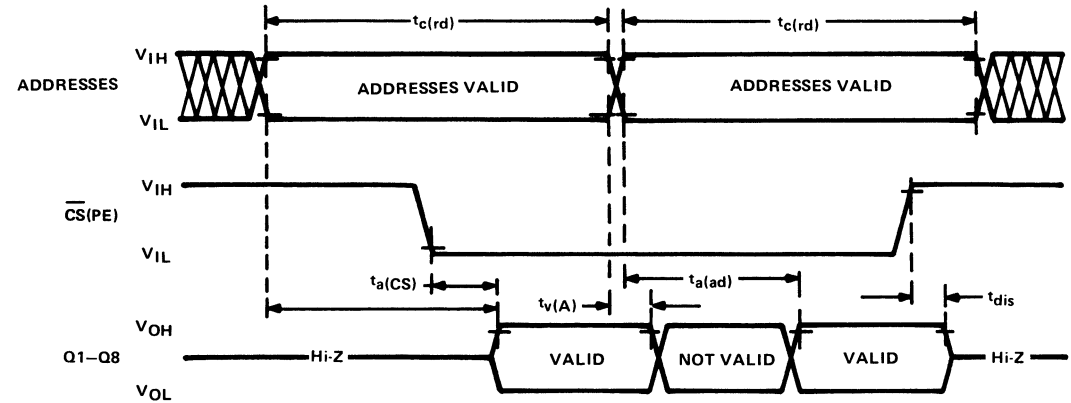 tc(rd) tc(rd)
VIH
ADDRESSES ADDRESSES VALID ADDRESSES VALID
VIL
VIH
CS(PE)
VIL
ta(CS) ta(ad)
tv(A) tdis
VOH
Q1–Q8 Hi-Z VALID NOT VALID VALID Hi-Z
VOL